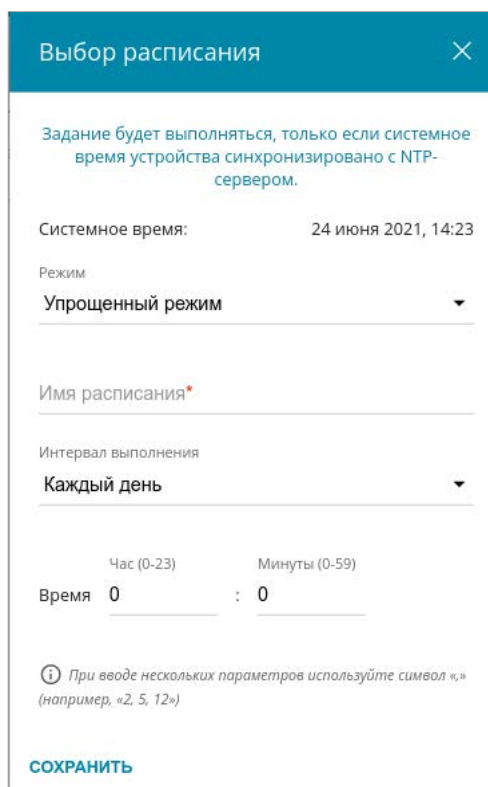 Выбор расписания
Задание будет выполняться, только если системное
время устройства синхронизировано с NTP-
сервером.
Системное время: 24 июня 2021, 14:23
Режим
Упрощенный режим
Имя расписания*
Интервал выполнения
Каждый день
Час (0-23) Минуты (0-59)
Время 0 : 0
При вводе нескольких параметров используйте символ «,»
(например, «2, 5, 12»)
СОХРАНИТЬ